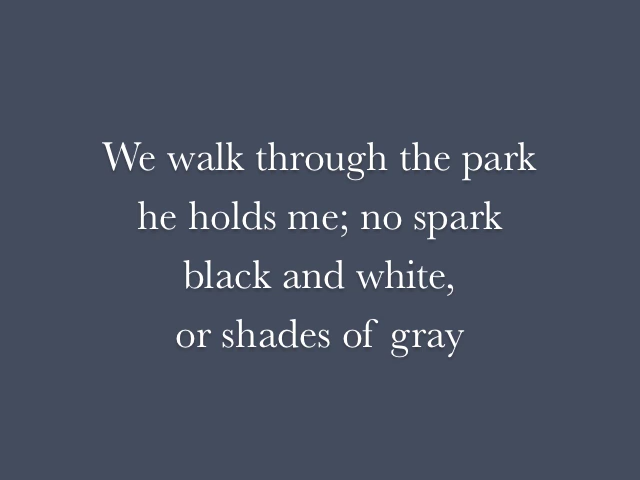 We walk through the park
he holds me; no spark
black and white,
or shades of gray